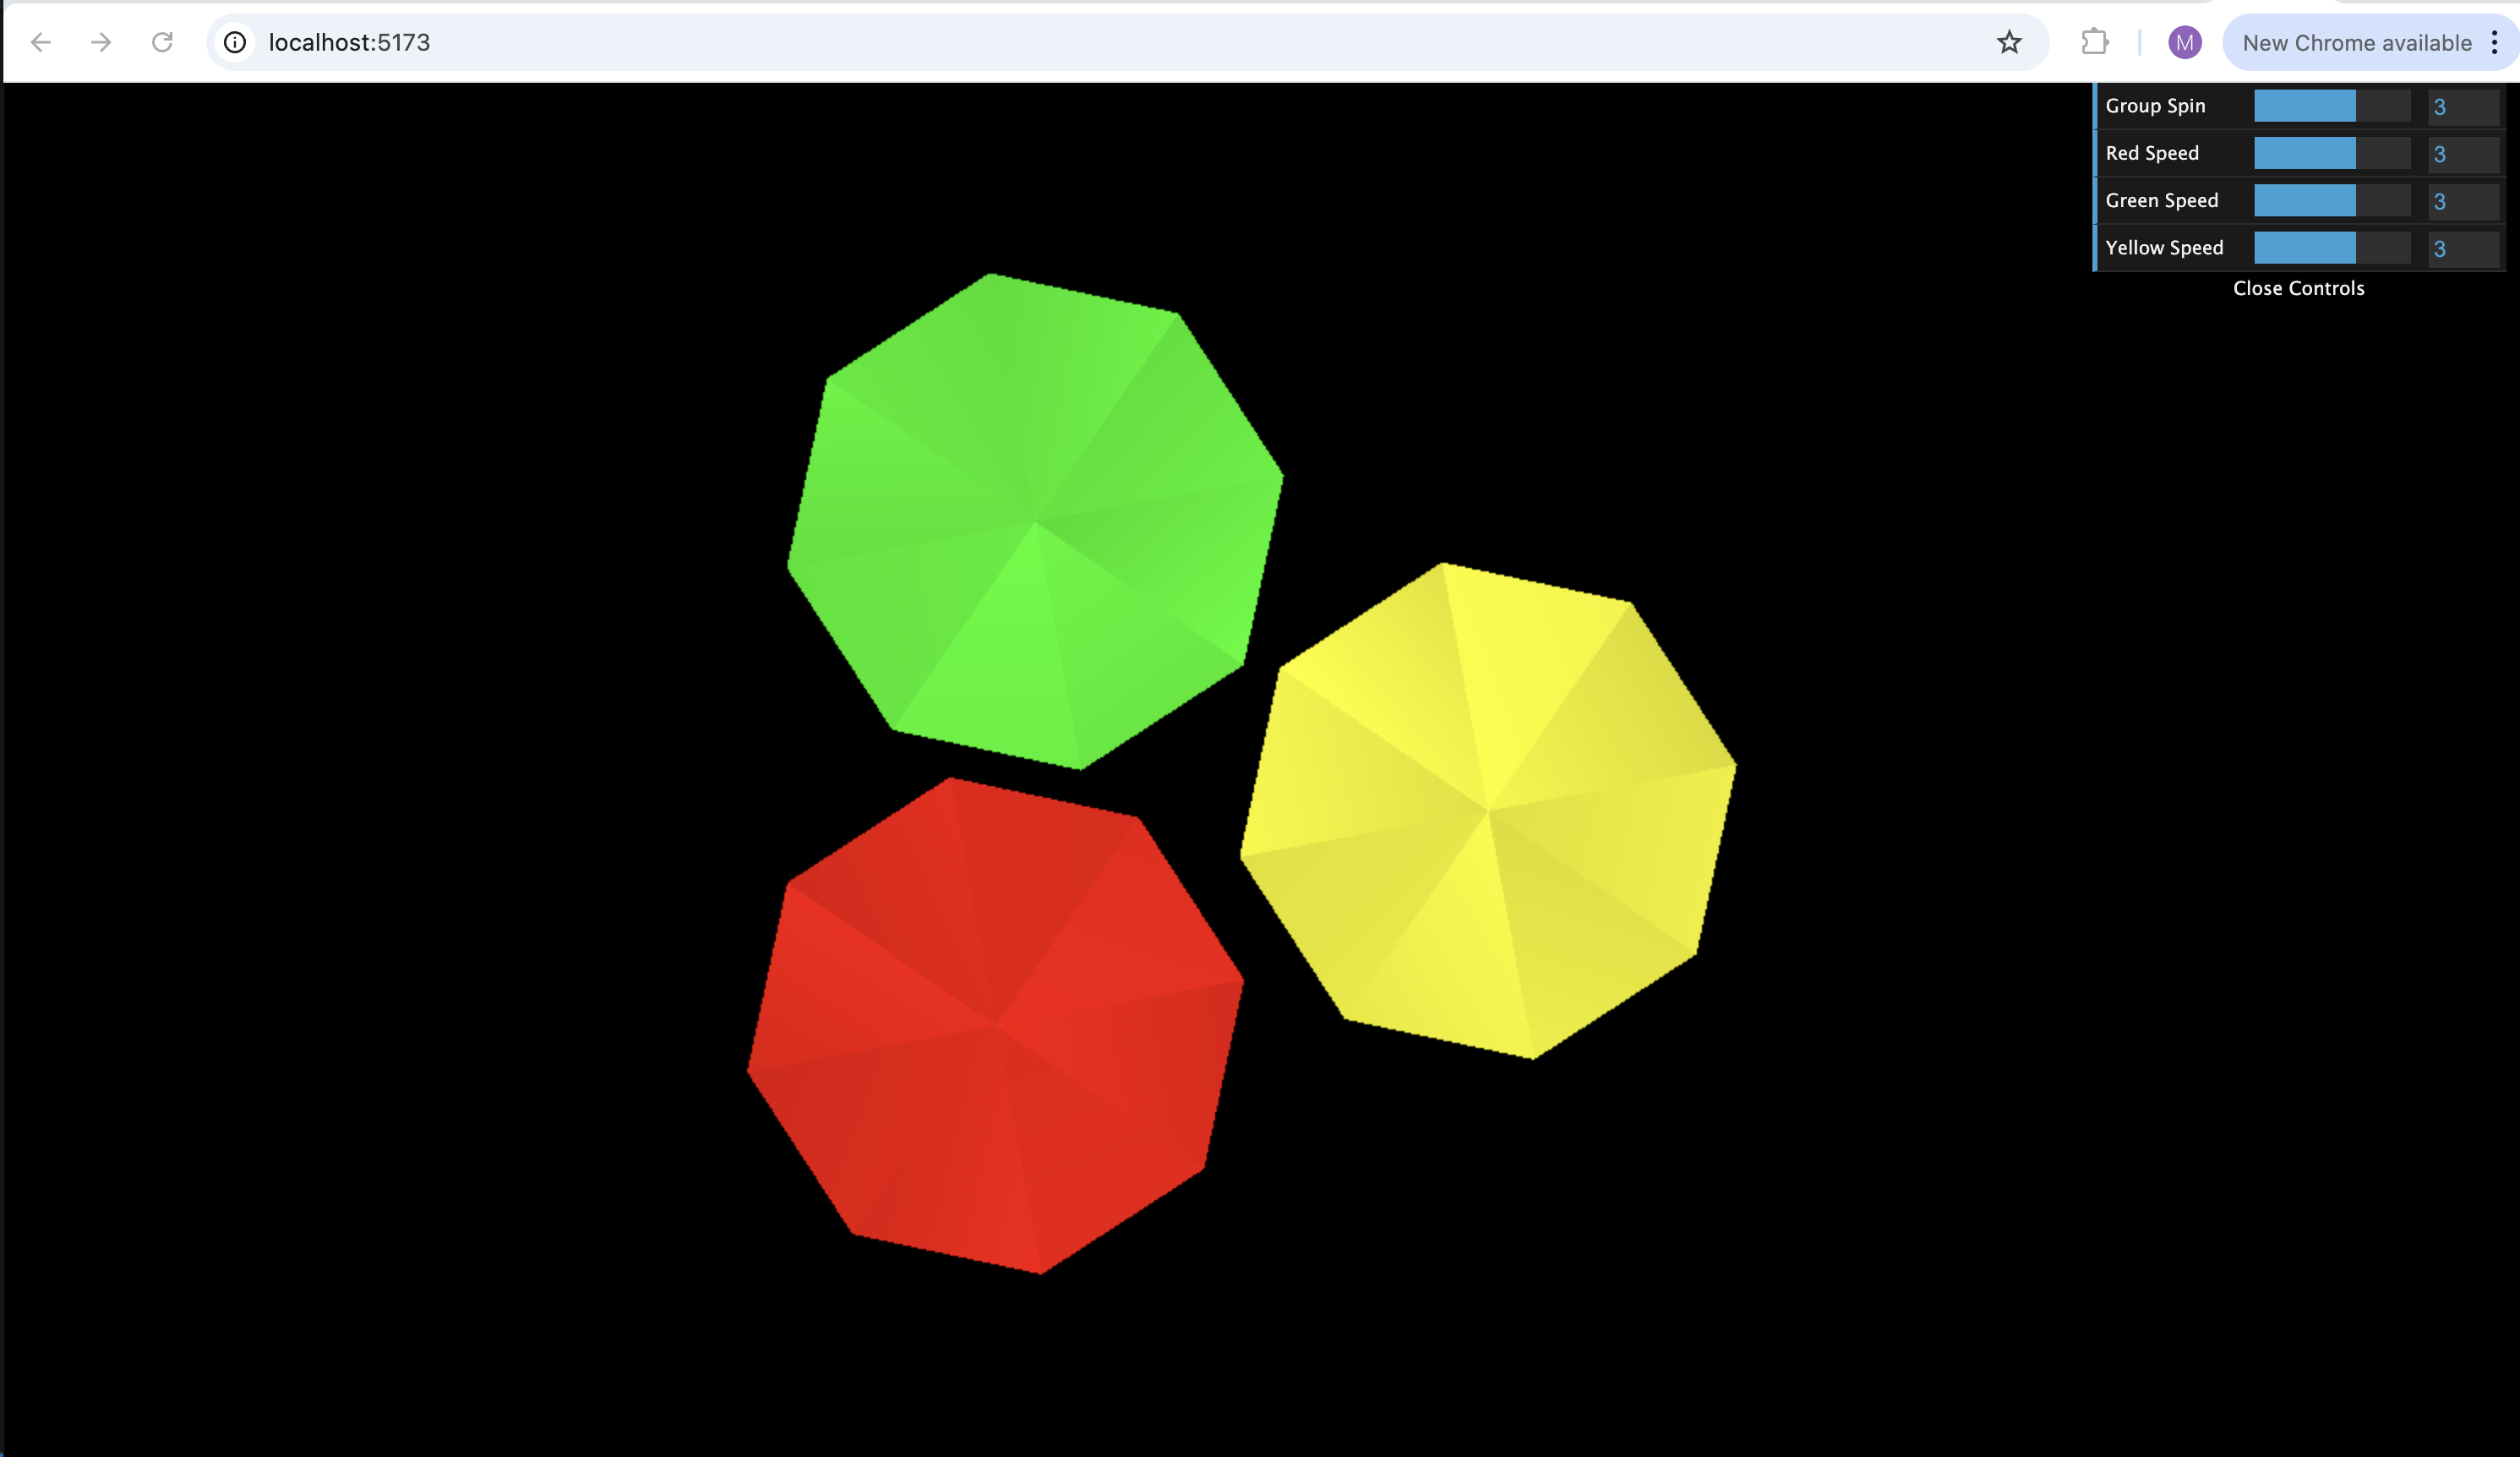 localhost:5173
M
New Chrome available
Group Spin 3
Red Speed 3
Green Speed 3
Yellow Speed 3
Close Controls